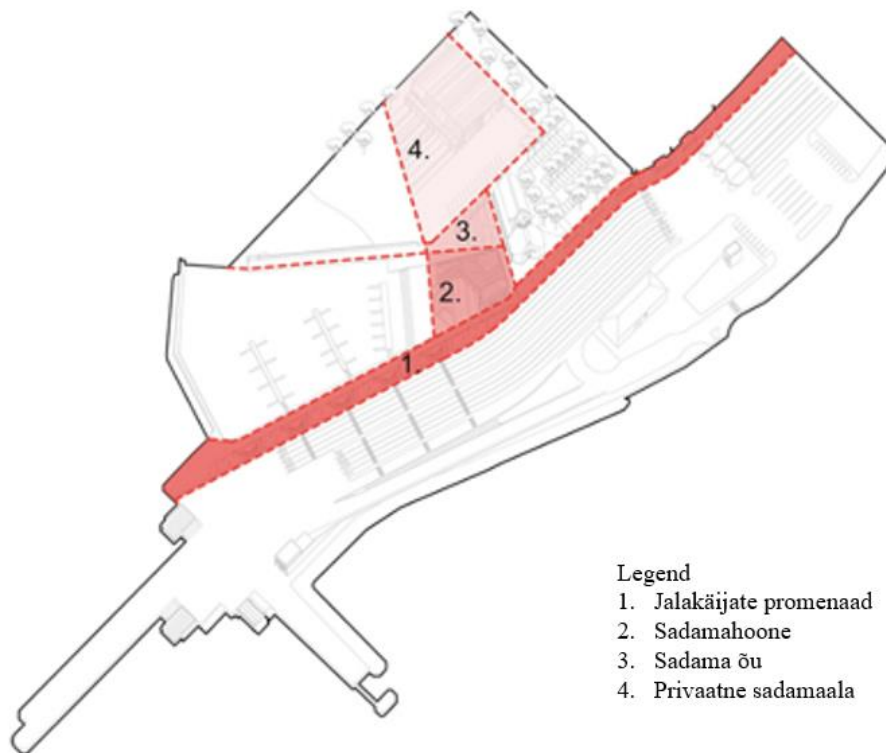 4.
3.
2.
1.
Legend
1. Jalakäijate promenaad
2. Sadamahoone
3. Sadama õu
4. Privaatne sadamaala